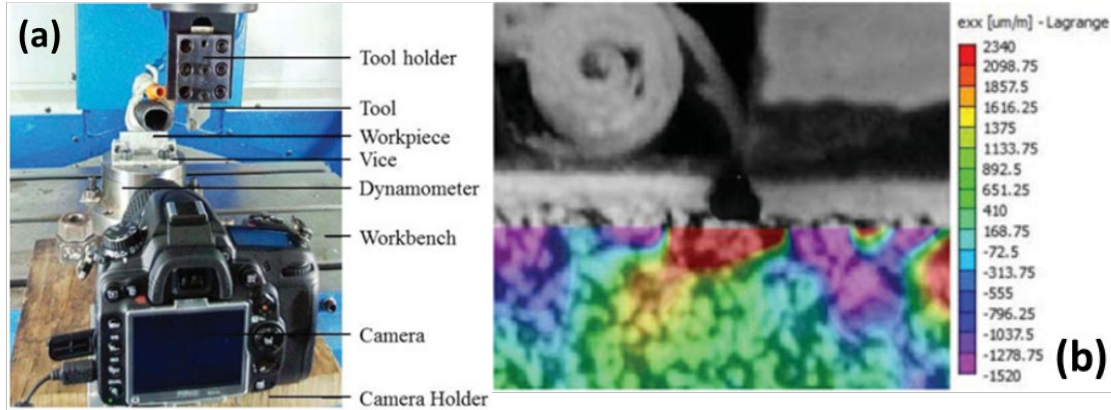 (a)
Tool holder
Tool
Workpiece
Vice
Dynamometer
Workbench
Camera
Camera Holder
exx [um/m] - Lagrange
2340
2098.75
1857.5
1616.25
1375
1133.75
892.5
651.25
410
168.75
-72.5
-313.75
-555
-796.25
-1037.5
-1278.75
-1520
(b)